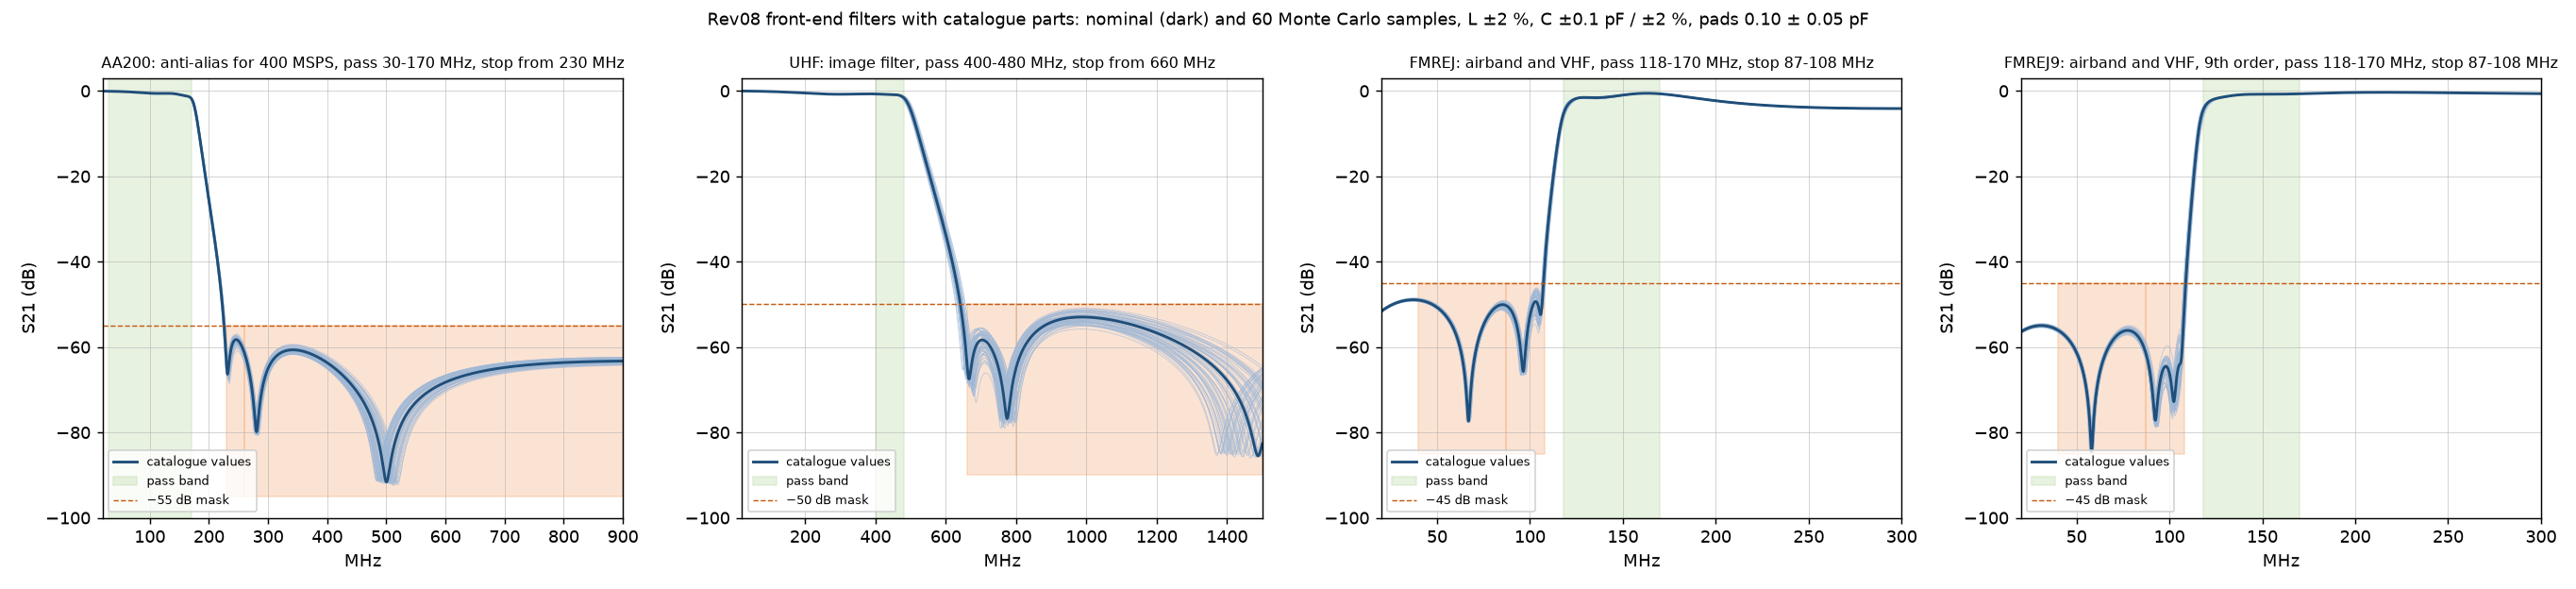 Rev08 front-end filters with catalogue parts: nominal (dark) and 60 Monte Carlo samples, L ±2 %, C ±0.1 pF / ±2 %, pads 0.10 ± 0.05 pF
AA200: anti-alias for 400 MSPS, pass 30-170 MHz, stop from 230 MHz
0
−20
−40
−60
−80
−100
S21 (dB)
catalogue values
pass band
−55 dB mask
100 200 300 400 500 600 700 800 900
MHz
UHF: image filter, pass 400-480 MHz, stop from 660 MHz
0
−20
−40
−60
−80
−100
S21 (dB)
catalogue values
pass band
−50 dB mask
200 400 600 800 1000 1200 1400
MHz
FMREJ: airband and VHF, pass 118-170 MHz, stop 87-108 MHz
0
−20
−40
−60
−80
−100
S21 (dB)
catalogue values
pass band
−45 dB mask
50 100 150 200 250 300
MHz
FMREJ9: airband and VHF, 9th order, pass 118-170 MHz, stop 87-108 MHz
0
−20
−40
−60
−80
−100
S21 (dB)
catalogue values
pass band
−45 dB mask
50 100 150 200 250 300
MHz